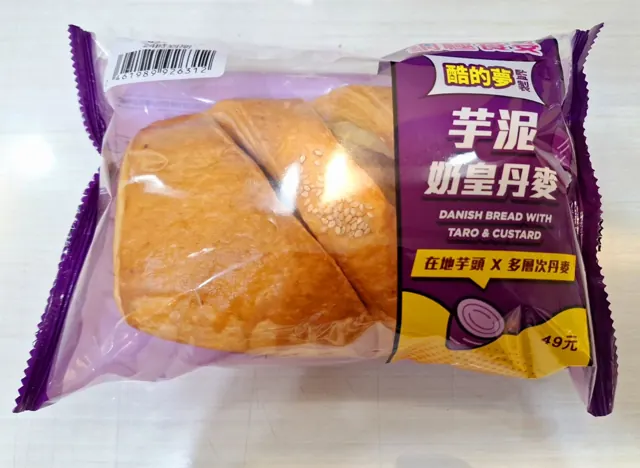 461989926312
酷的夢
監製
芋泥
奶皇丹麥
DANISH BREAD WITH
TARO & CUSTARD
在地芋頭 X 多層次丹麥
49元